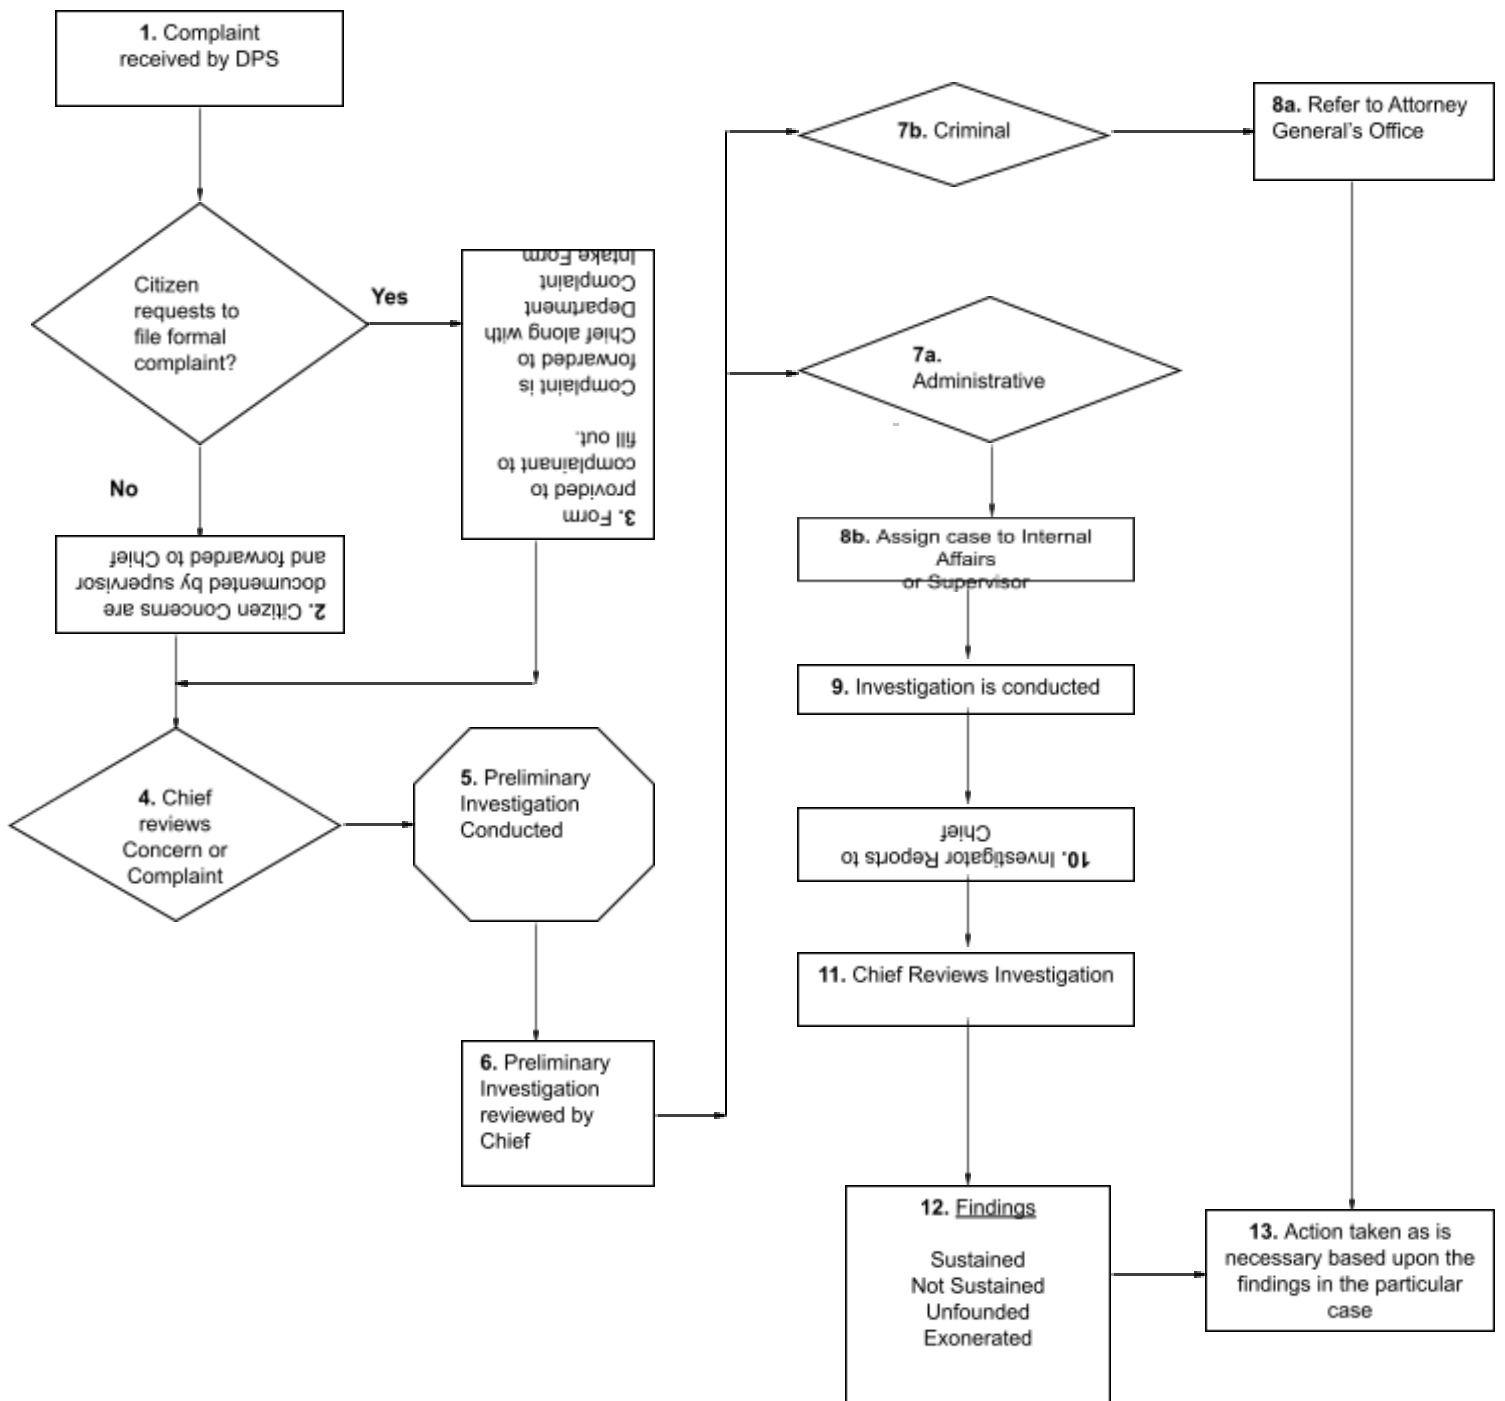 1. Complaint
received by DPS
Citizen
requests to
file formal
complaint?
Yes
No
2. Citizen Concerns are
documented by supervisor
and forwarded to Chief
3. Form
provided to
complainant to
fill out.
Complaint is
forwarded to
Chief along with
Department
Complaint
Intake Form
4. Chief
reviews
Concern or
Complaint
5. Preliminary
Investigation
Conducted
6. Preliminary
Investigation
reviewed by
Chief
7b. Criminal
8a. Refer to Attorney
General's Office
7a.
Administrative
8b. Assign case to Internal
Affairs
or Supervisor
9. Investigation is conducted
10. Investigator Reports to
Chief
11. Chief Reviews Investigation
12. Findings
Sustained
Not Sustained
Unfounded
Exonerated
13. Action taken as is
necessary based upon the
findings in the particular
case